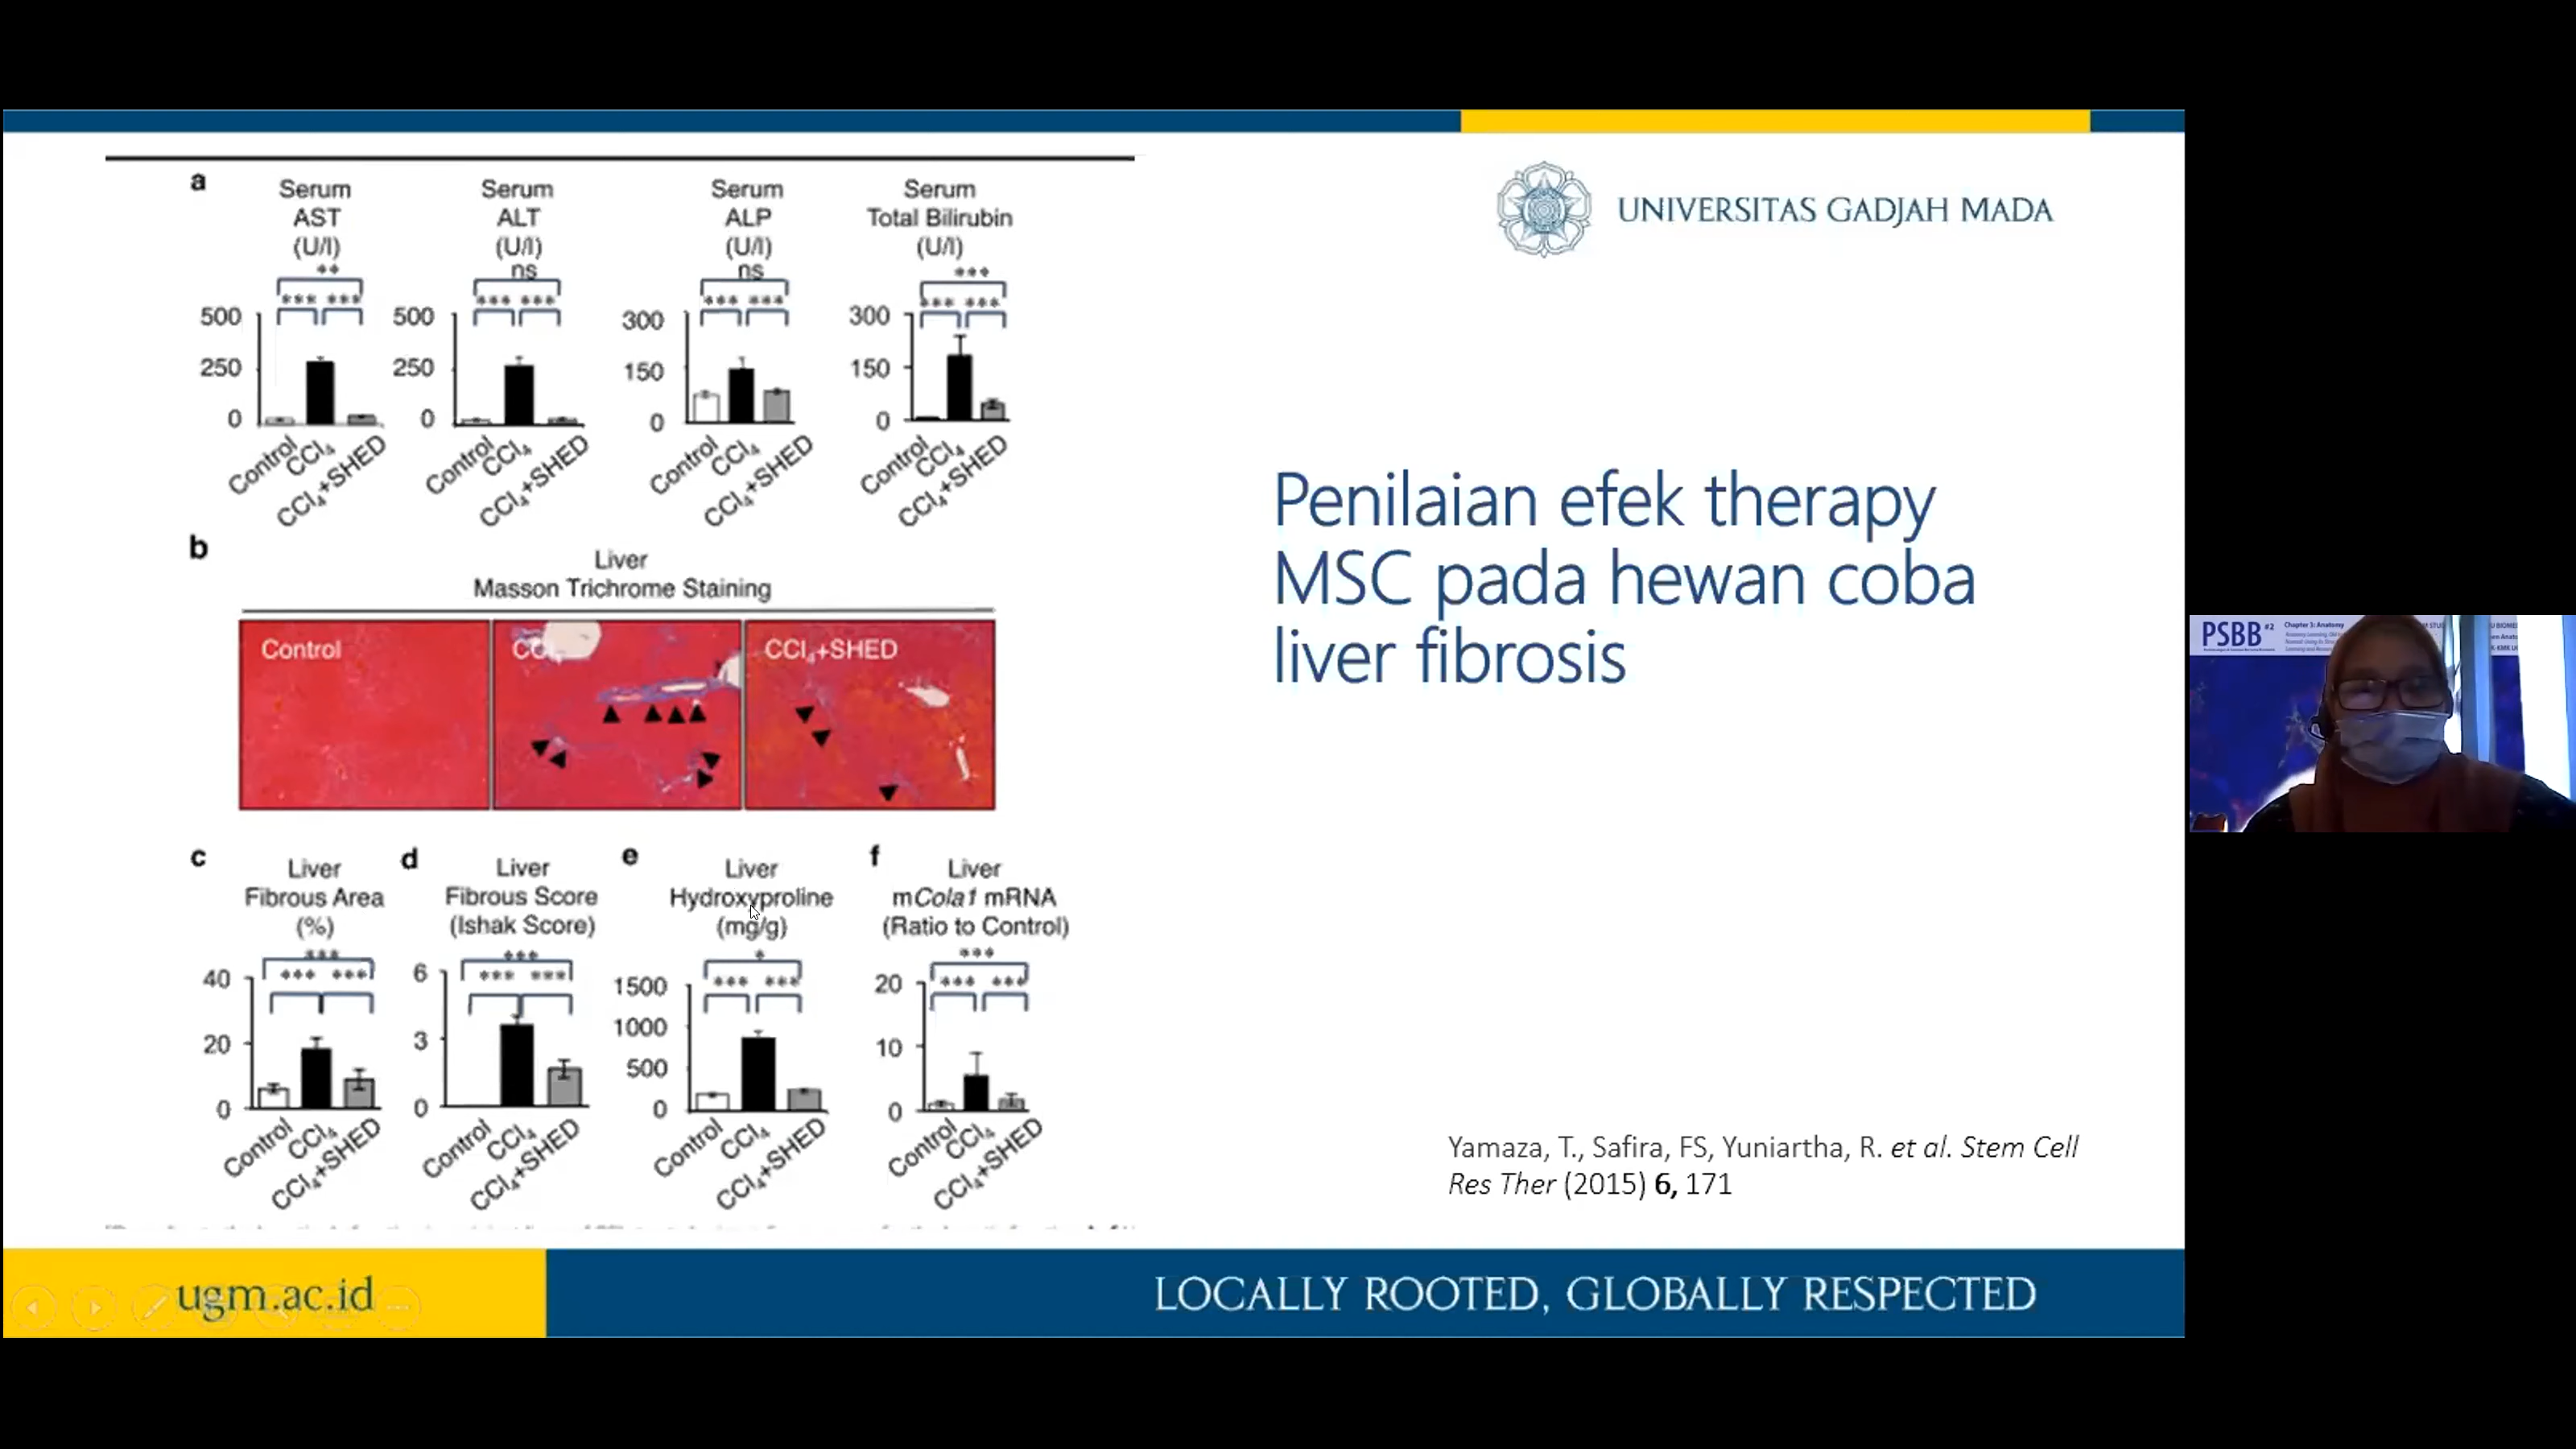 UNIVERSITAS GADJAH MADA
a
Serum
AST
(U/l)
**
*** ***
500
250
0
Control
CCl₄
CCl₄+SHED
Serum
ALT
(U/l)
ns
*** ***
500
250
0
Control
CCl₄
CCl₄+SHED
Serum
ALP
(U/l)
ns
*** ***
300
150
0
Control
CCl₄
CCl₄+SHED
Serum
Total Bilirubin
(U/l)
***
*** ***
300
150
0
Control
CCl₄
CCl₄+SHED
b
Liver
Masson Trichrome Staining
Control
CCl₄
CCl₄+SHED
c
Liver
Fibrous Area
(%)
***
*** ***
40
20
0
Control
CCl₄
CCl₄+SHED
d
Liver
Fibrous Score
(Ishak Score)
***
*** ***
6
3
0
Control
CCl₄
CCl₄+SHED
e
Liver
Hydroxyproline
(mg/g)
*
*** ***
1500
1000
500
0
Control
CCl₄
CCl₄+SHED
f
Liver
mCola1 mRNA
(Ratio to Control)
***
*** ***
20
10
0
Control
CCl₄
CCl₄+SHED
Penilaian efek therapy
MSC pada hewan coba
liver fibrosis
Yamaza, T., Safira, FS, Yuniartha, R. et al. Stem Cell
Res Ther (2015) 6, 171
ugm.ac.id
LOCALLY ROOTED, GLOBALLY RESPECTED
PSBB #2
Chapter 3: Anatomy